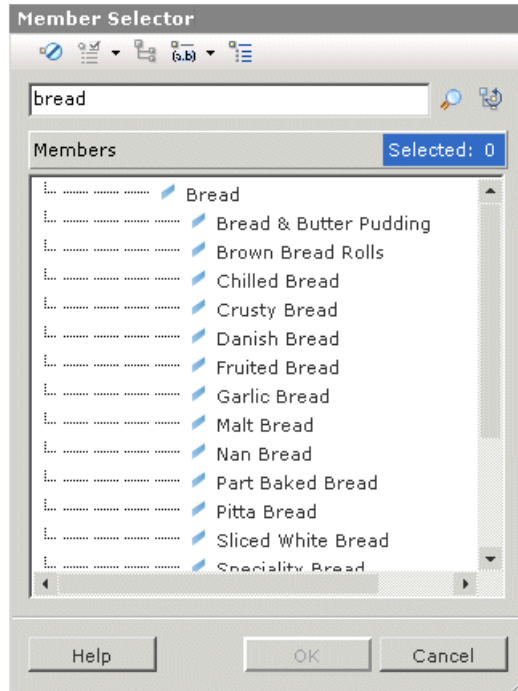 Member Selector
(a.b)
bread
Members
Selected: 0
Bread
Bread & Butter Pudding
Brown Bread Rolls
Chilled Bread
Crusty Bread
Danish Bread
Fruited Bread
Garlic Bread
Malt Bread
Nan Bread
Part Baked Bread
Pitta Bread
Sliced White Bread
Speciality Bread
Help
OK
Cancel